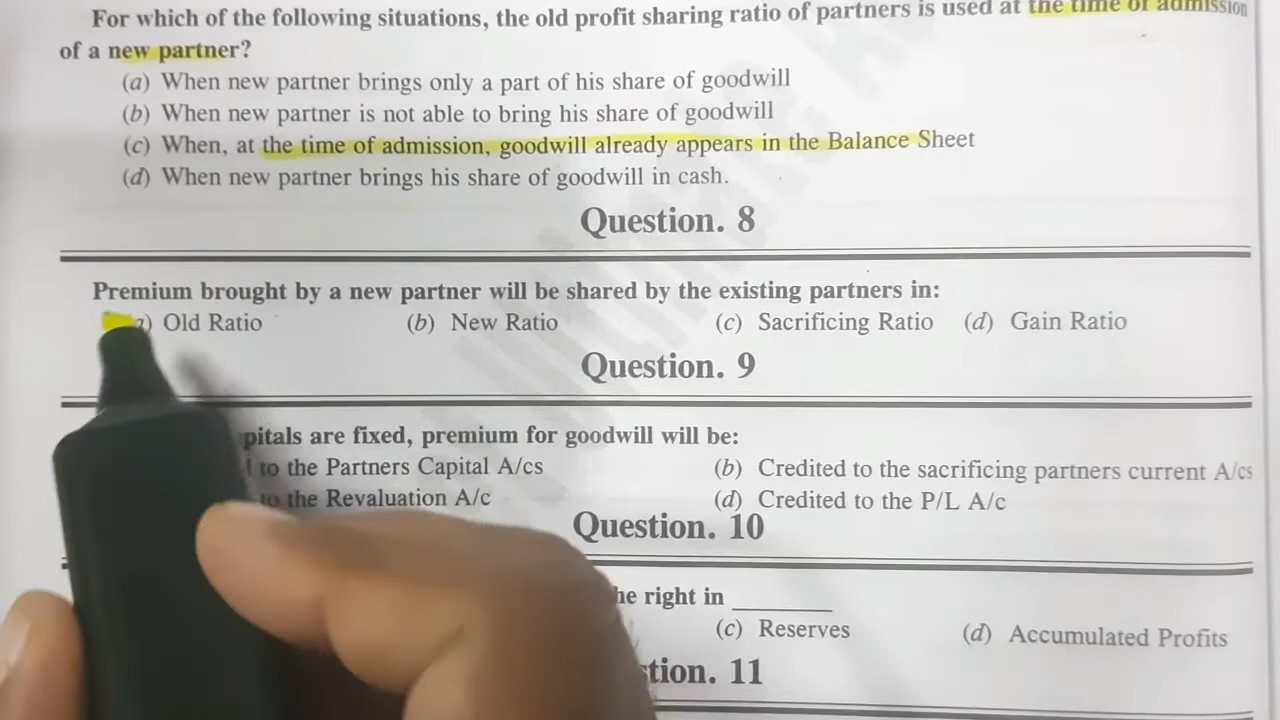 For which of the following situations, the old profit sharing ratio of partners is used at the time of admission
of a new partner?
(a) When new partner brings only a part of his share of goodwill
(b) When new partner is not able to bring his share of goodwill
(c) When, at the time of admission, goodwill already appears in the Balance Sheet
(d) When new partner brings his share of goodwill in cash.
Question. 8
Premium brought by a new partner will be shared by the existing partners in:
Old Ratio (b) New Ratio (c) Sacrificing Ratio (d) Gain Ratio
Question. 9
are fixed, premium for goodwill will be:
to the Partners Capital A/cs (b) Credited to the sacrificing partners current A/cs
to the Revaluation A/c (d) Credited to the P/L A/c
Question. 10
right in ________
(c) Reserves (d) Accumulated Profits
11